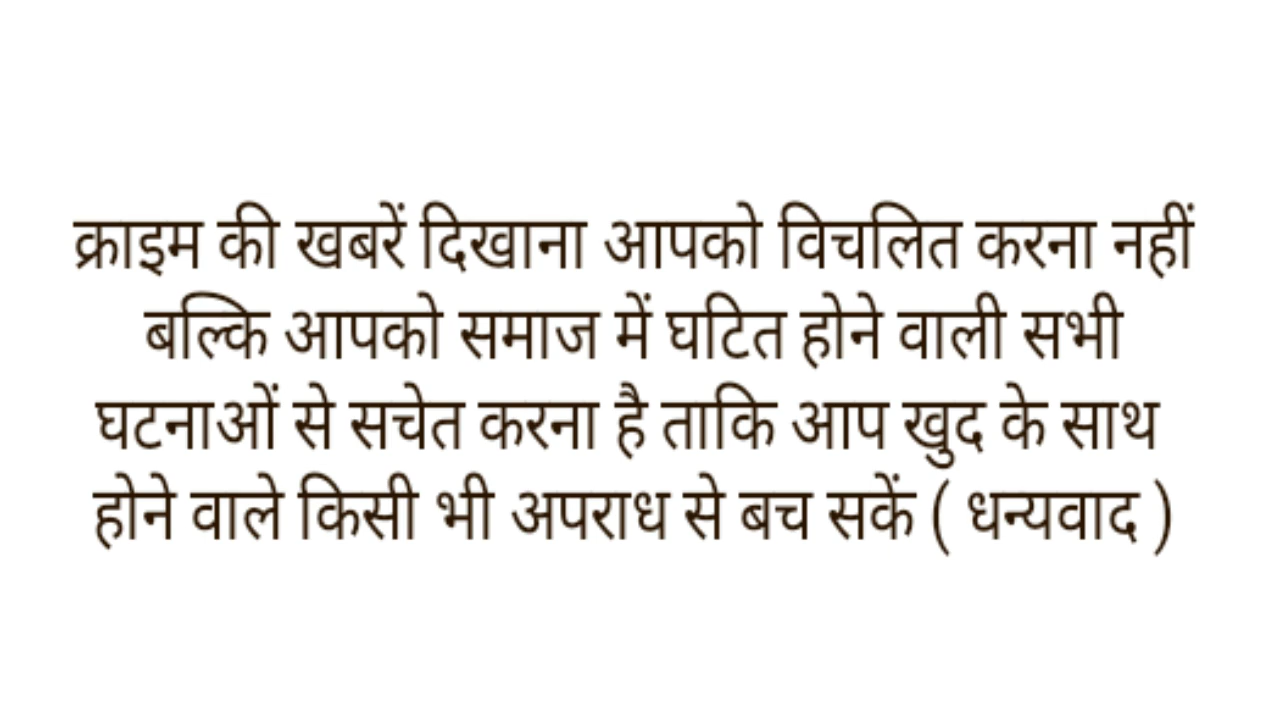 क्राइम की खबरें दिखाना आपको विचलित करना नहीं
बल्कि आपको समाज में घटित होने वाली सभी
घटनाओं से सचेत करना है ताकि आप खुद के साथ
होने वाले किसी भी अपराध से बच सकें ( धन्यवाद )